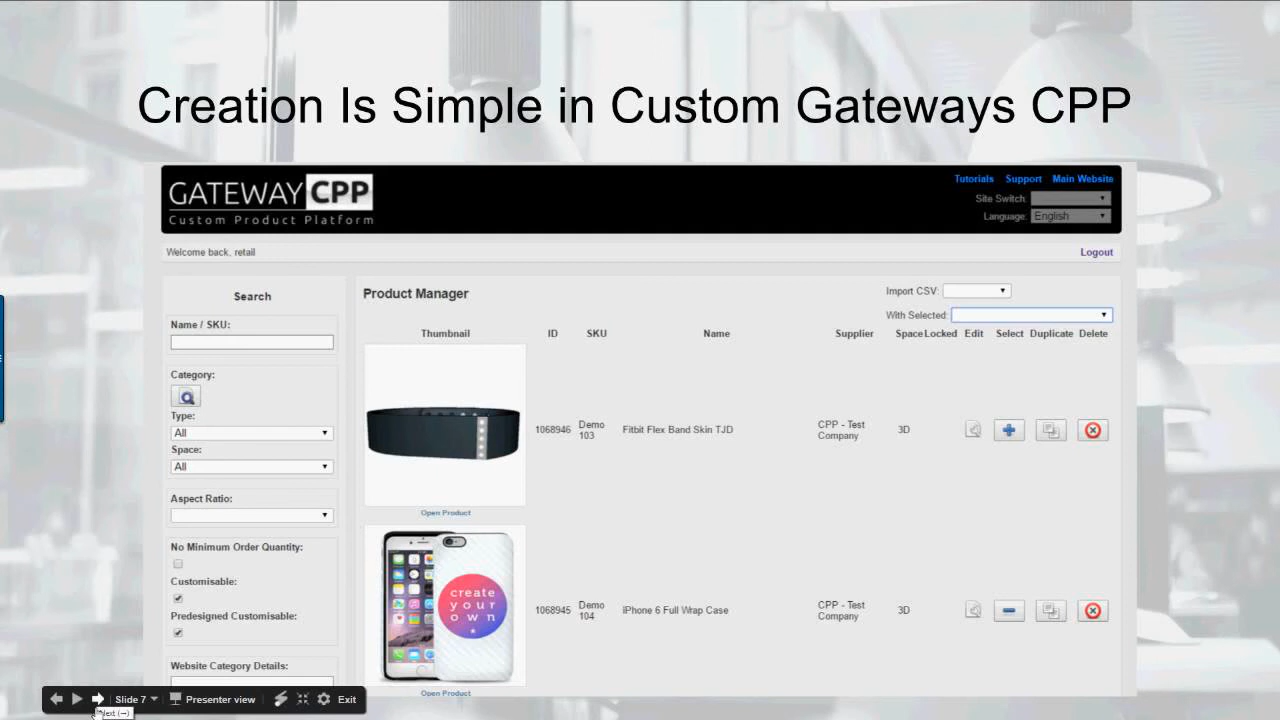 Creation Is Simple in Custom Gateways CPP
GATEWAY CPP
Custom Product Platform
Tutorials Support Main Website
Site Switch:
Language: English
Welcome back, retail
Logout
Search
Name / SKU:
Category:
Type:
All
Space:
All
Aspect Ratio:
No Minimum Order Quantity:
Customisable:
Predesigned Customisable:
Website Category Details:
Product Manager
Import CSV:
With Selected:
Thumbnail ID SKU Name Supplier Space Locked Edit Select Duplicate Delete
1068946 Demo 103 Fitbit Flex Band Skin TJD CPP - Test Company 3D
Open Product
create
your
own
1068945 Demo 104 iPhone 6 Full Wrap Case CPP - Test Company 3D
Open Product
Slide 7 Presenter view Exit
Next (→)